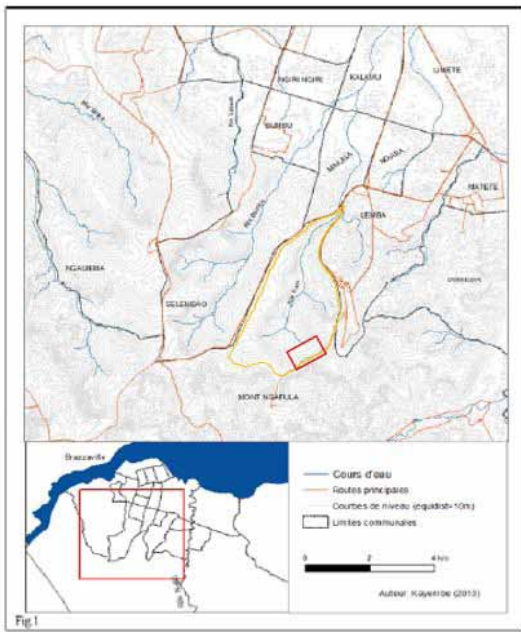 NGIRI NGIRI
KALAMU
LIMETE
BUMBU
MAKALA
NGABA
MATETE
LEMBA
NGALIEMA
SELEMBAO
MONT NGAFULA
Brazzaville
Cours d'eau
Routes principales
Courbes de niveau (equidist=10m)
Limites communales
0 2 4 km
Auteur: Kayembe (2013)
Fig.1